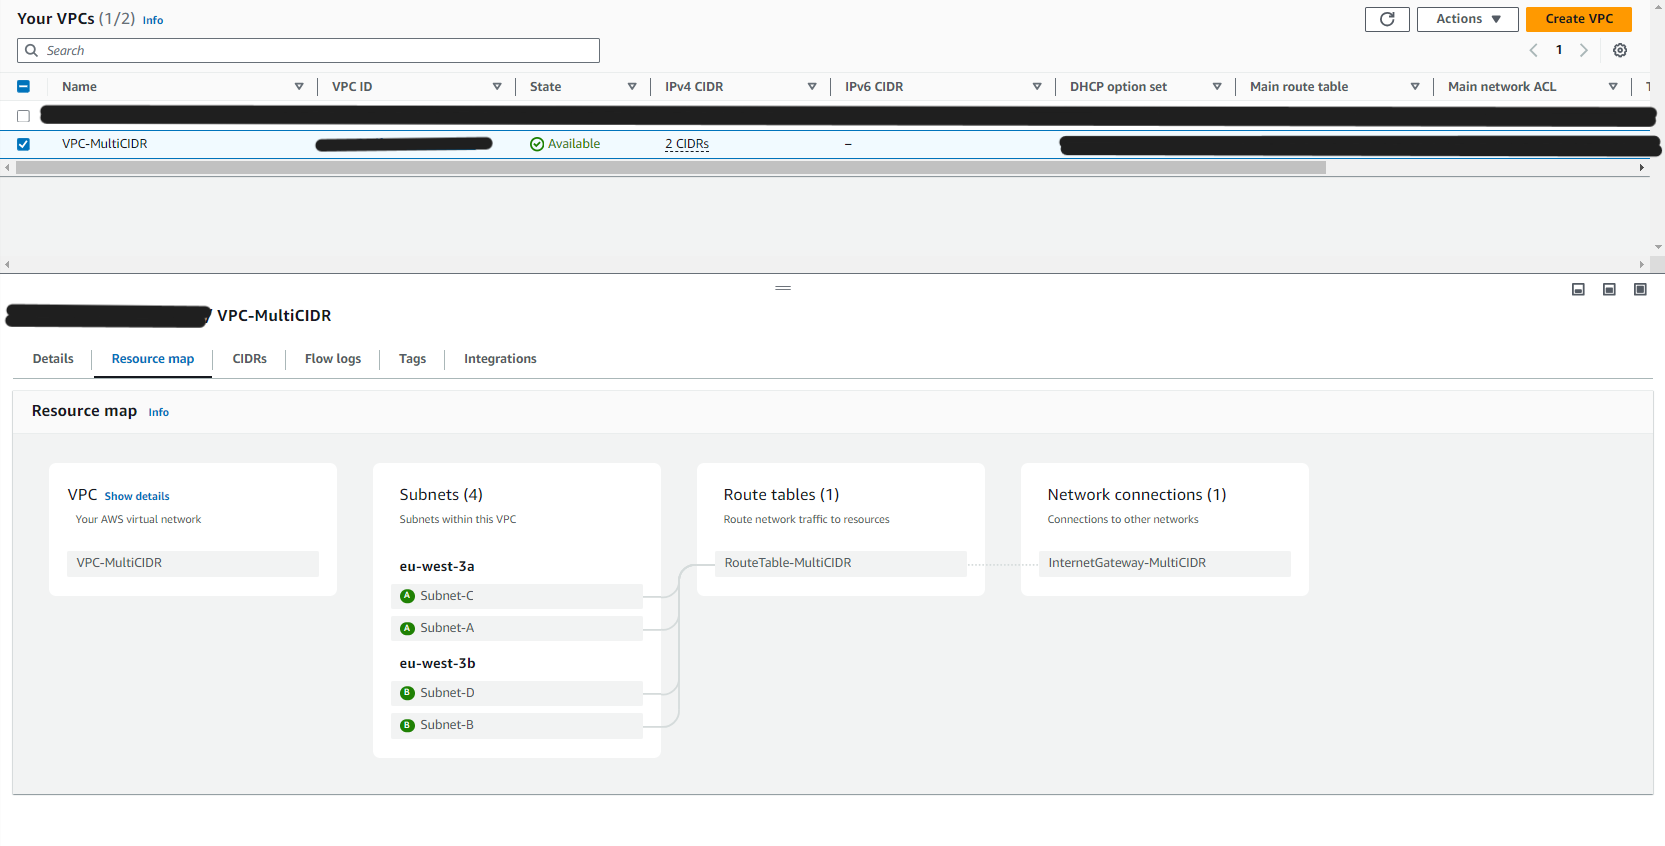 Your VPCs (1/2) Info
Actions
Create VPC
Search
1
Name VPC ID State IPv4 CIDR IPv6 CIDR DHCP option set Main route table Main network ACL
VPC-MultiCIDR Available 2 CIDRs –
/ VPC-MultiCIDR
Details Resource map CIDRs Flow logs Tags Integrations
Resource map Info
VPC Show details
Your AWS virtual network
VPC-MultiCIDR
Subnets (4)
Subnets within this VPC
eu-west-3a
A Subnet-C
A Subnet-A
eu-west-3b
B Subnet-D
B Subnet-B
Route tables (1)
Route network traffic to resources
RouteTable-MultiCIDR
Network connections (1)
Connections to other networks
InternetGateway-MultiCIDR